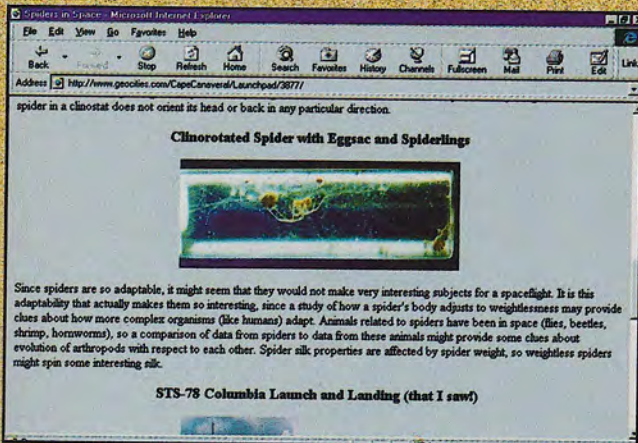 Spiders in Space - Microsoft Internet Explorer
File Edit View Go Favorites Help
Back Forward Stop Refresh Home Search Favorites History Channels Fullscreen Mail Print Edit Link
Address http://www.geocities.com/CapeCanaveral/Launchpad/3877/
spider in a clinostat does not orient its head or back in any particular direction.
Clinorotated Spider with Eggsac and Spiderlings
Since spiders are so adaptable, it might seem that they would not make very interesting subjects for a spaceflight. It is this
adaptability that actually makes them so interesting, since a study of how a spider's body adjusts to weightlessness may provide
clues about how more complex organisms (like humans) adapt. Animals related to spiders have been in space (flies, beetles,
shrimp, hornworms), so a comparison of data from spiders to data from these animals might provide some clues about
evolution of arthropods with respect to each other. Spider silk properties are affected by spider weight, so weightless spiders
might spin some interesting silk.
STS-78 Columbia Launch and Landing (that I saw!)